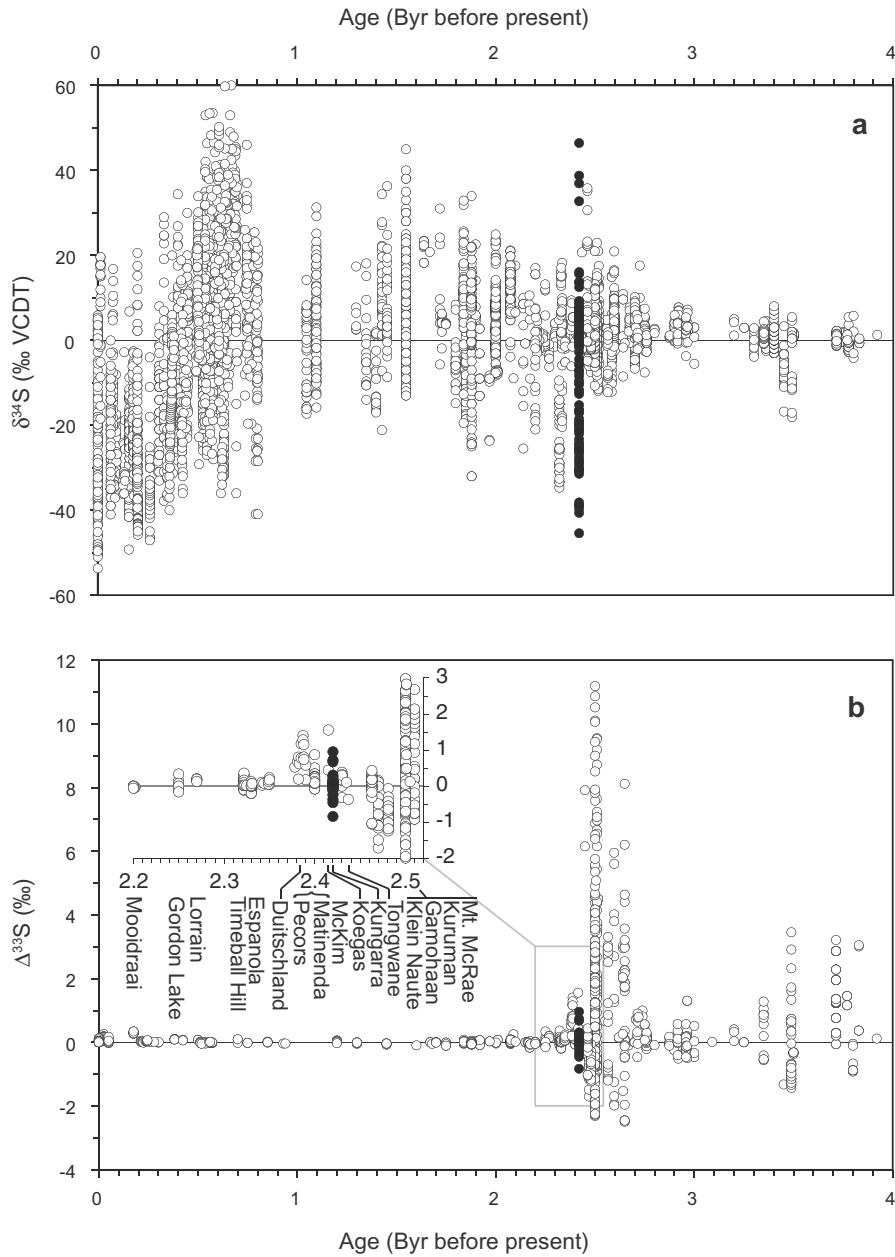 Age (Byr before present)
0 1 2 3 4
a
60
40
20
0
-20
-40
-60
δ³⁴S (‰ VCDT)
b
12
10
8
6
4
2
0
-2
-4
Δ³³S (‰)
3
2
1
0
-1
-2
2.2 2.3 2.4 2.5
Mooidraai
Gordon Lake
Lorrain
Timeball Hill
Espanola
Duitschland
Pecors
Matinenda
McKim
Koegas
Kungarra
Tongwane
Klein Naute
Gamohaan
Kuruman
Mt. McRae
0 1 2 3 4
Age (Byr before present)